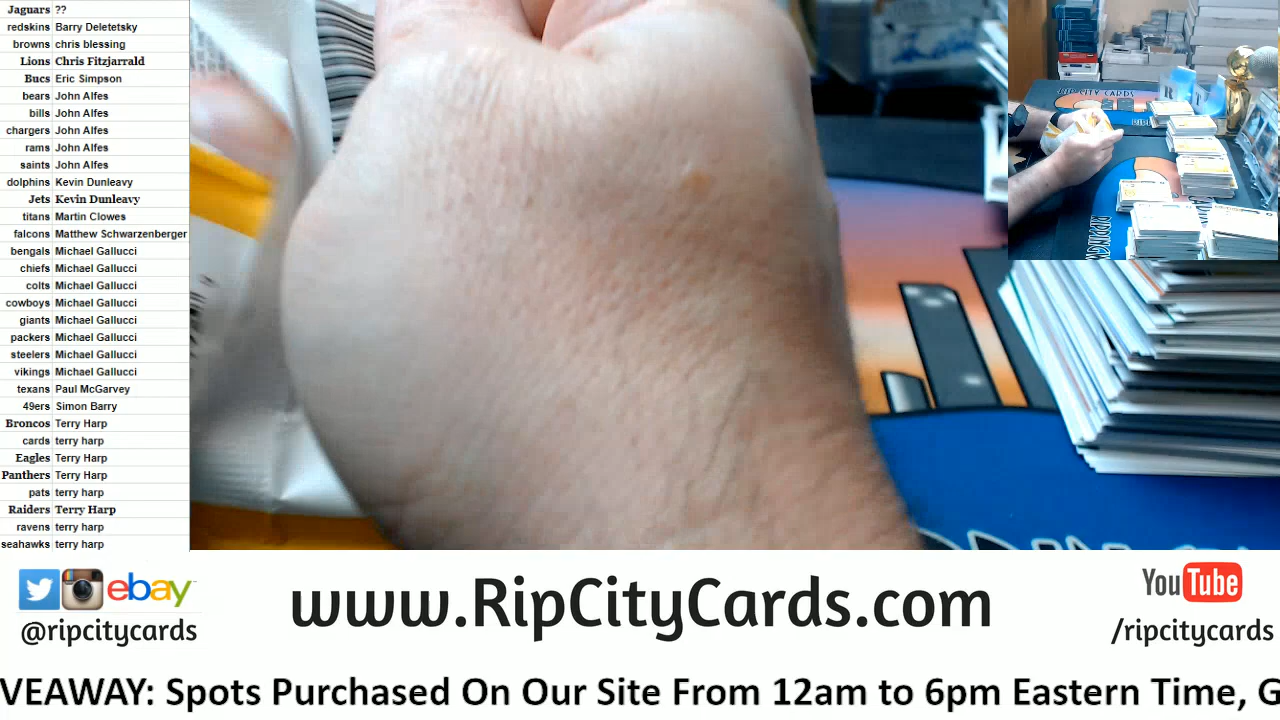 Jaguars ??
redskins Barry Deletetsky
browns chris blessing
Lions Chris Fitzjarrald
Bucs Eric Simpson
bears John Alfes
bills John Alfes
chargers John Alfes
rams John Alfes
saints John Alfes
dolphins Kevin Dunleavy
Jets Kevin Dunleavy
titans Martin Clowes
falcons Matthew Schwarzenberger
bengals Michael Gallucci
chiefs Michael Gallucci
colts Michael Gallucci
cowboys Michael Gallucci
giants Michael Gallucci
packers Michael Gallucci
steelers Michael Gallucci
vikings Michael Gallucci
texans Paul McGarvey
49ers Simon Barry
Broncos Terry Harp
cards terry harp
Eagles Terry Harp
Panthers Terry Harp
pats terry harp
Raiders Terry Harp
ravens terry harp
seahawks terry harp
RIPCITY CARDS
ebay
@ripcitycards
www.RipCityCards.com
YouTube
/ripcitycards
VEAWAY: Spots Purchased On Our Site From 12am to 6pm Eastern Time, G